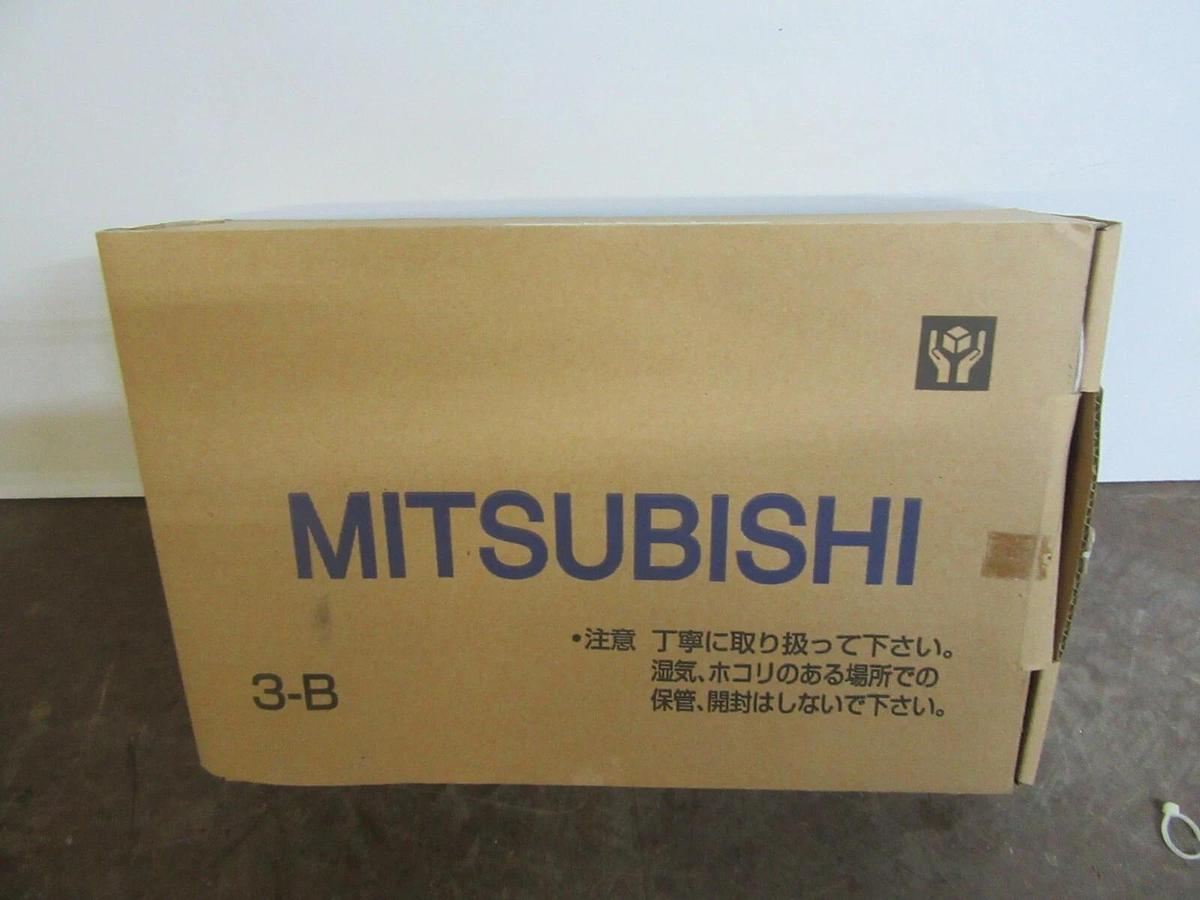 MITSUBISHI
•注意 丁寧に取り扱って下さい。
湿気、ホコリのある場所での
保管、開封はしないで下さい。
3-B